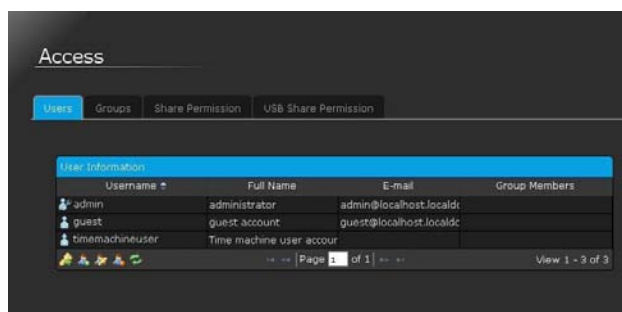 Access
Users Groups Share Permission USB Share Permission
User Information
Username Full Name E-mail Group Members
admin administrator admin@localhost.localdc
guest guest account guest@localhost.localdc
timemachineuser Time machine user accour
Page 1 of 1 View 1 - 3 of 3